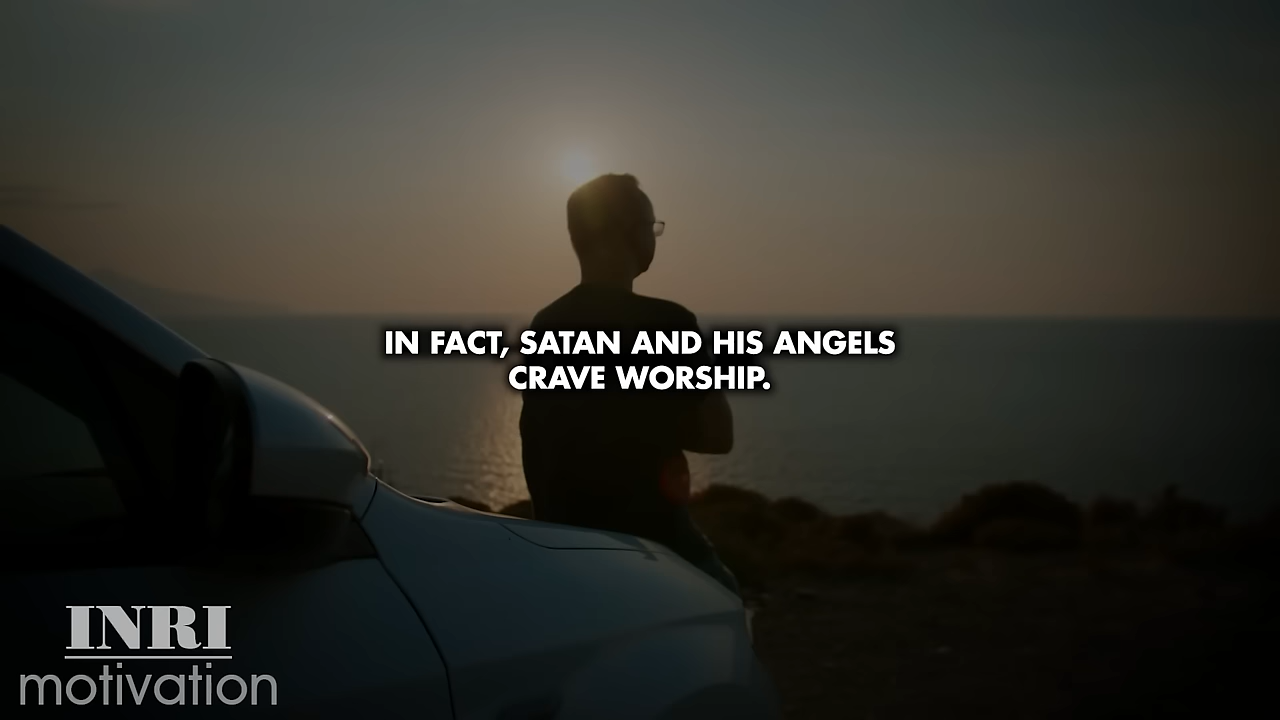 IN FACT, SATAN AND HIS ANGELS
CRAVE WORSHIP.
INRI
motivation